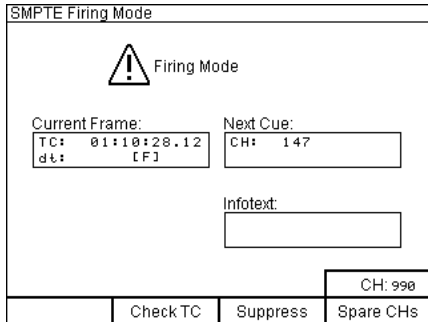 SMPTE Firing Mode
Firing Mode
Current Frame:
TC: 01:10:28.12
dt: [F]
Next Cue:
CH: 147
Infotext:
CH: 990
Check TC Suppress Spare CHs